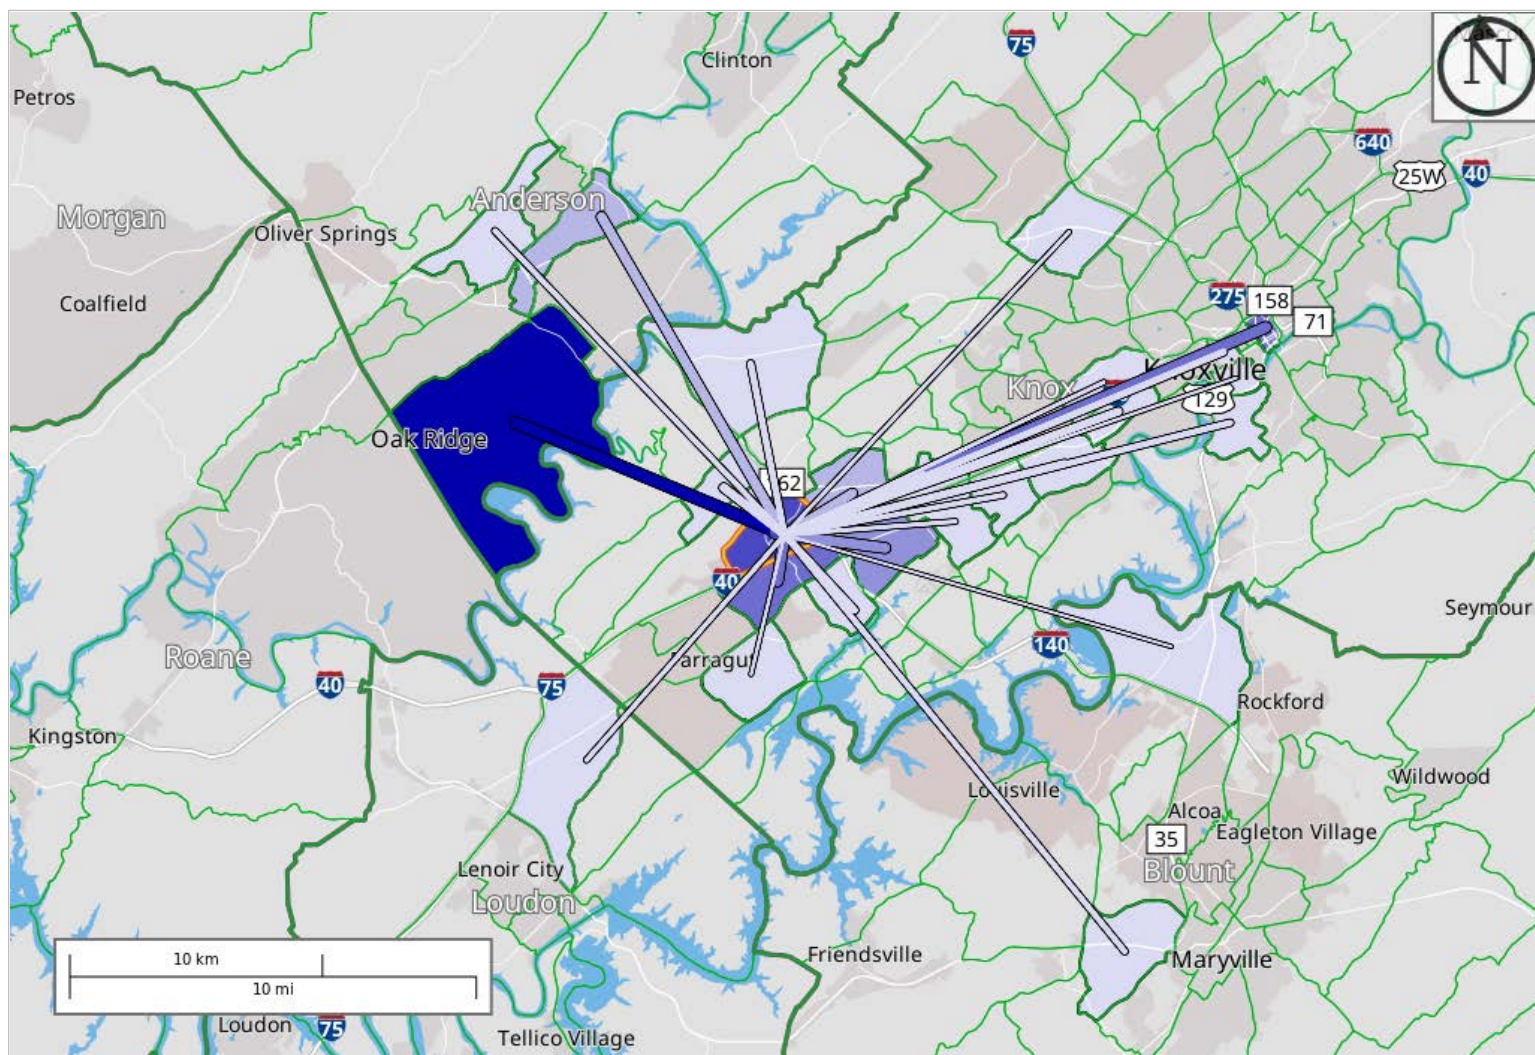 75
Clinton
Petros
640
25W
40
N
Anderson
Morgan
Oliver Springs
Coalfield
275
158
71
Knoxville
Knox
129
Oak Ridge
62
40
Seymour
Farragut
140
Roane
40
75
Rockford
Kingston
Wildwood
Louisville
Alcoa
Eagleton Village
35
Blount
Lenoir City
Loudon
10 km
10 mi
Friendsville
Maryville
Loudon
75
Tellico Village